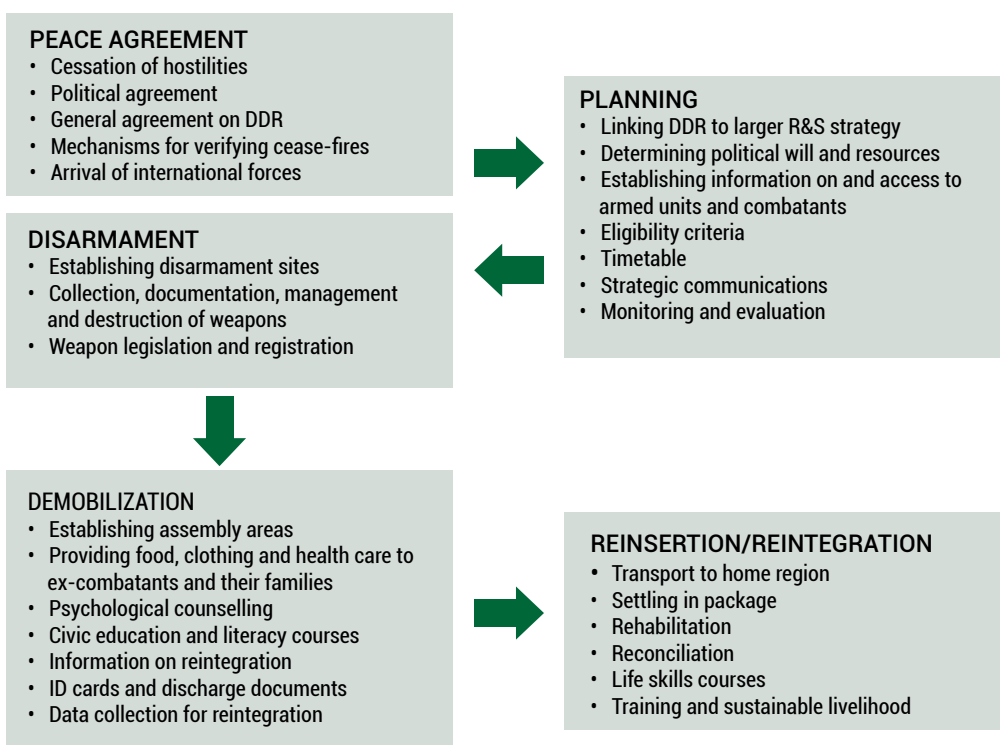 PEACE AGREEMENT
• Cessation of hostilities
• Political agreement
• General agreement on DDR
• Mechanisms for verifying cease-fires
• Arrival of international forces
PLANNING
• Linking DDR to larger R&S strategy
• Determining political will and resources
• Establishing information on and access to
armed units and combatants
• Eligibility criteria
• Timetable
• Strategic communications
• Monitoring and evaluation
DISARMAMENT
• Establishing disarmament sites
• Collection, documentation, management
and destruction of weapons
• Weapon legislation and registration
DEMOBILIZATION
• Establishing assembly areas
• Providing food, clothing and health care to
ex-combatants and their families
• Psychological counselling
• Civic education and literacy courses
• Information on reintegration
• ID cards and discharge documents
• Data collection for reintegration
REINSERTION/REINTEGRATION
• Transport to home region
• Settling in package
• Rehabilitation
• Reconciliation
• Life skills courses
• Training and sustainable livelihood